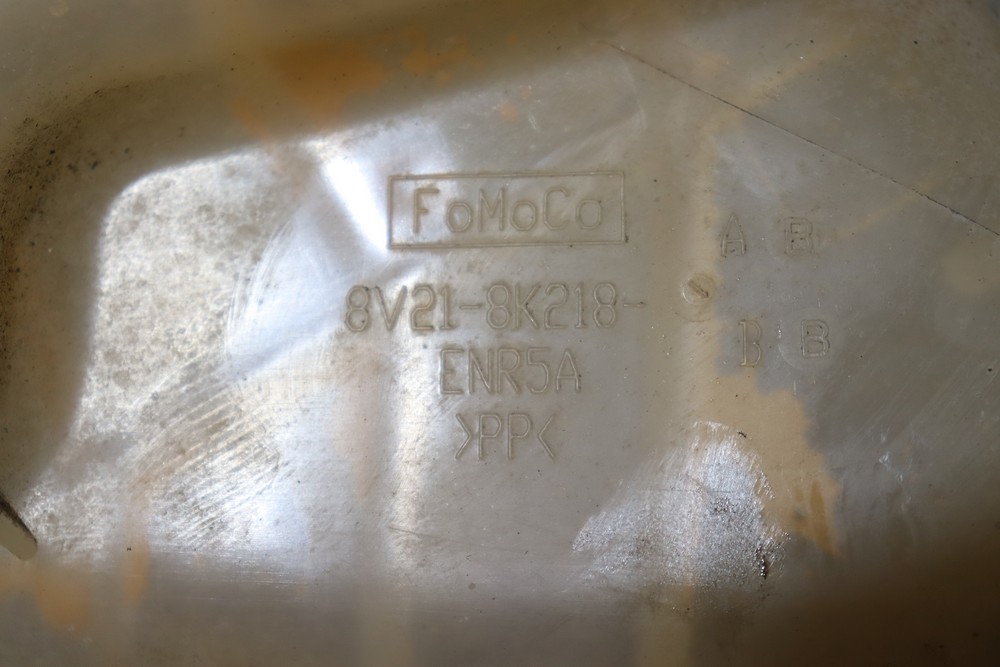 FoMoCo
8V21-8K218-
ENR5A
>PP<
A B
B B